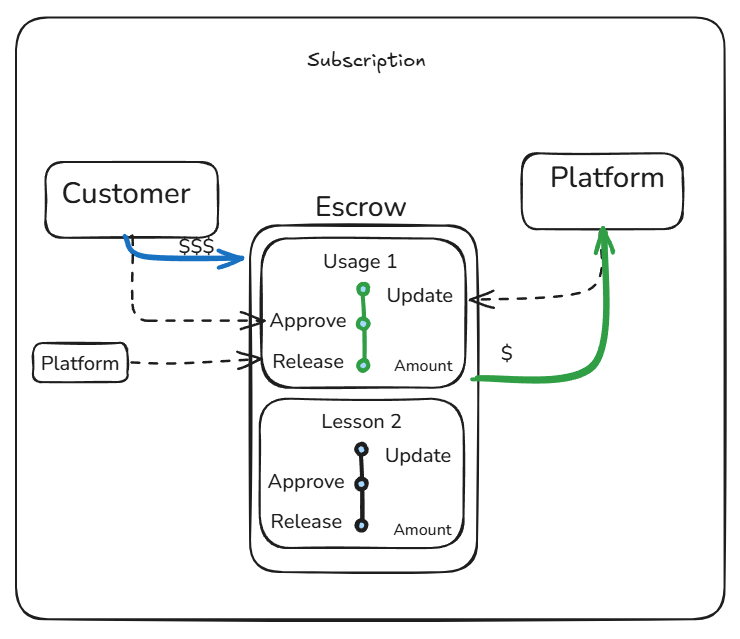 Subscription
Customer
Platform
$$$
Escrow
Usage 1
Update
Approve
Release
Amount
Platform
$
Lesson 2
Update
Approve
Release
Amount